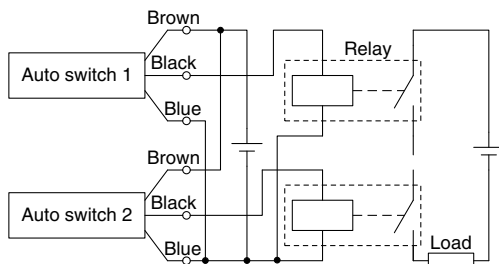 Brown
Relay
Auto switch 1
Black
Blue
Brown
Auto switch 2
Black
Blue
Load